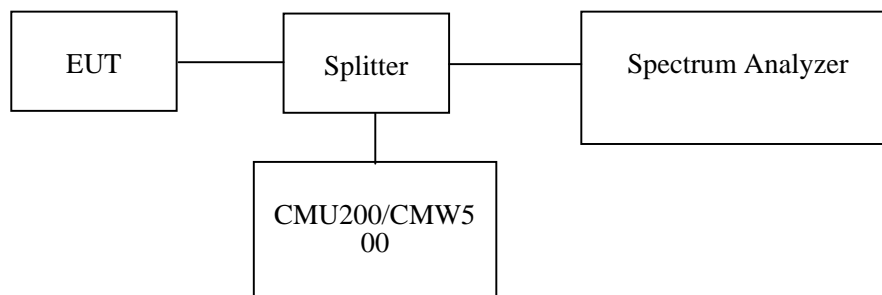 EUT
Splitter
Spectrum Analyzer
CMU200/CMW5
00